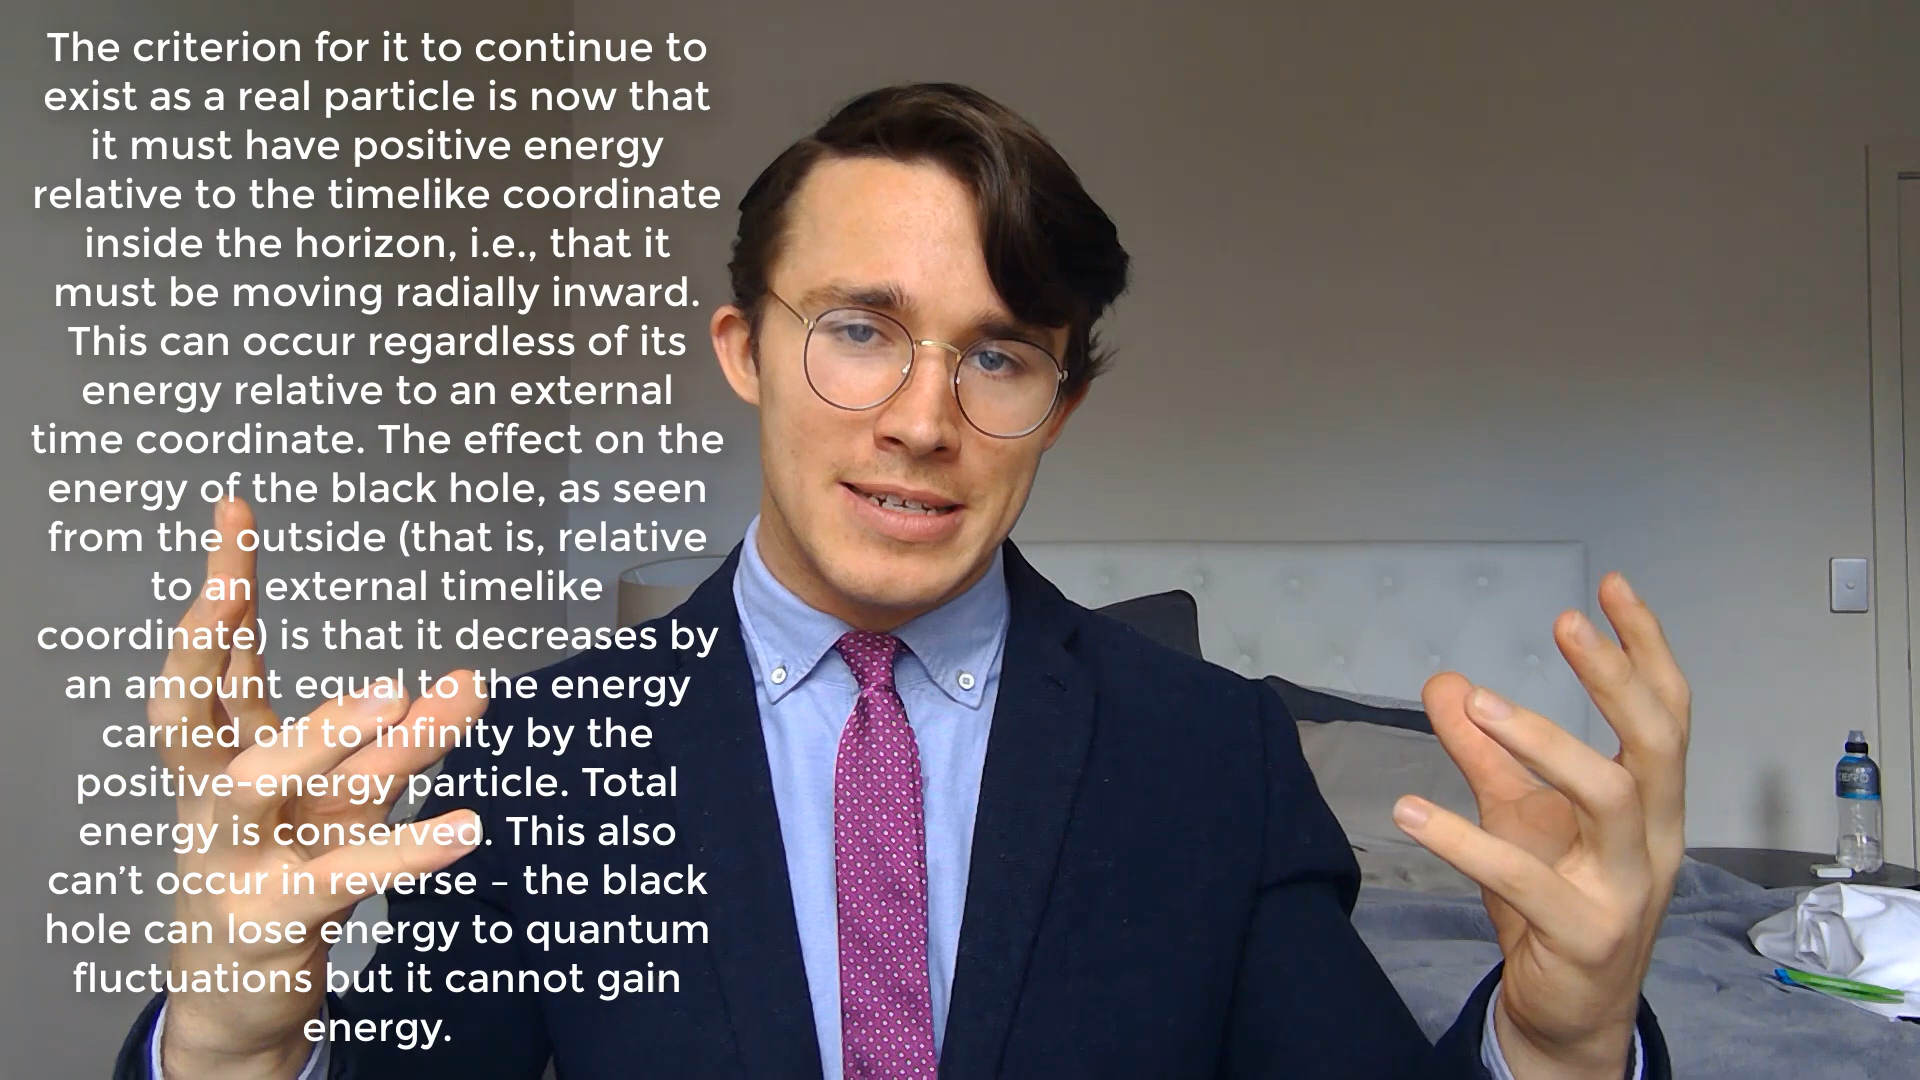 The criterion for it to continue to
exist as a real particle is now that
it must have positive energy
relative to the timelike coordinate
inside the horizon, i.e., that it
must be moving radially inward.
This can occur regardless of its
energy relative to an external
time coordinate. The effect on the
energy of the black hole, as seen
from the outside (that is, relative
to an external timelike
coordinate) is that it decreases by
an amount equal to the energy
carried off to infinity by the
positive-energy particle. Total
energy is conserved. This also
can’t occur in reverse – the black
hole can lose energy to quantum
fluctuations but it cannot gain
energy.